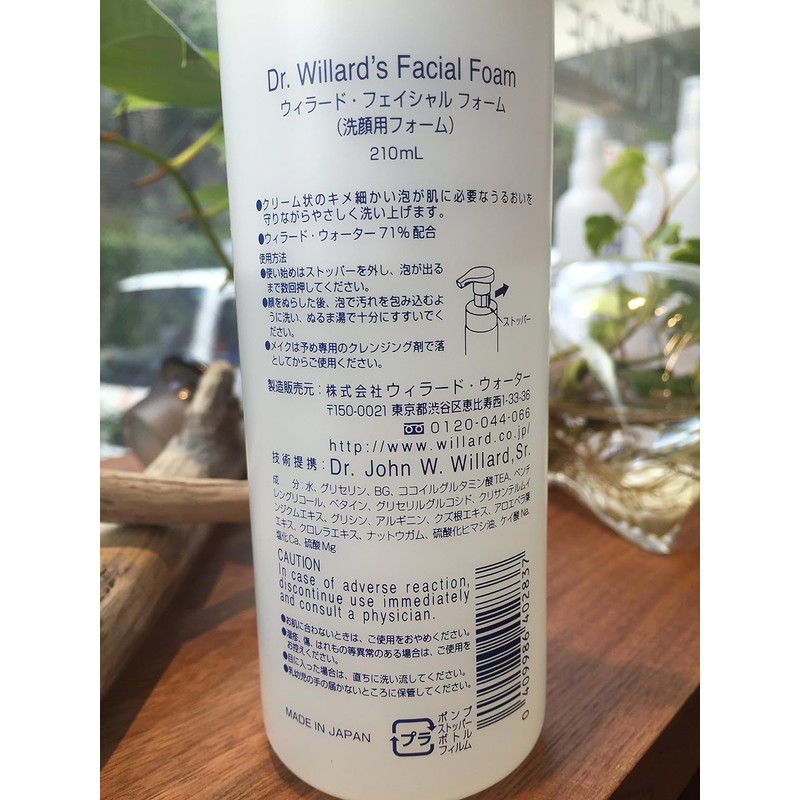 Dr. Willard's Facial Foam
ウィラード・フェイシャル フォーム
(洗顔用フォーム)
210mL
●クリーム状のキメ細かい泡が肌に必要なうるおいを
守りながらやさしく洗い上げます。
●ウィラード・ウォーター 71%配合
使用方法
●使い始めはストッパーを外し、泡が出る
まで数回押してください。
●顔をぬらした後、泡で汚れを包み込むよ
うに洗い、ぬるま湯で十分にすすいでく
ださい。
●メイクは予め専用のクレンジング剤で落
としてからご使用ください。
ストッパー
製造販売元:株式会社ウィラード・ウォーター
〒150-0021 東京都渋谷区恵比寿西1-33-36
0120-044-066
http://www.willard.co.jp/
技術提携:Dr. John W. Willard, Sr.
成 分 水、グリセリン、BG、ココイルグルタミン酸TEA、ペンチ
レングリコール、ベタイン、グリセリルグルコシド、クリサンテルムイ
ンジクムエキス、グリシン、アルギニン、クズ根エキス、アロエベラ葉
エキス、クロレラエキス、ナットウガム、硫酸化ヒマシ油、ケイ酸Na、
塩化Ca、硫酸Mg
CAUTION
In case of adverse reaction,
discontinue use immediately
and consult a physician.
●お肌に合わないときは、ご使用をおやめください。
●湿疹、傷、はれもの等異常のある場合は、ご使用を
お控えください。
●目に入った場合は、直ちに洗い流してください。
●乳幼児の手の届かないところに保管してください。
0 409986 402837
MADE IN JAPAN
プラ
ポンプ
ストッパー
ボトル
フィルム